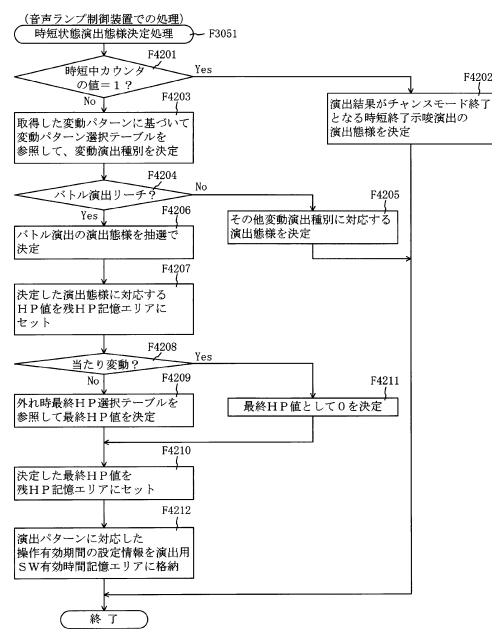 (音声ランプ制御装置での処理)
時短状態演出態様決定処理
F3051
F4201
時短中カウンタ
の値＝１？
Yes
No
F4202
演出結果がチャンスモード終了
となる時短終了示唆演出の
演出態様を決定
F4203
取得した変動パターンに基づいて
変動パターン選択テーブルを
参照して、変動演出種別を決定
F4204
バトル演出リーチ？
No
Yes
F4205
その他変動演出種別に対応する
演出態様を決定
F4206
バトル演出の演出態様を抽選で
決定
F4207
決定した演出態様に対応する
ＨＰ値を残ＨＰ記憶エリアに
セット
F4208
当たり変動？
Yes
No
F4209
外れ時最終ＨＰ選択テーブルを
参照して最終ＨＰ値を決定
F4211
最終ＨＰ値として０を決定
F4210
決定した最終ＨＰ値を
残ＨＰ記憶エリアにセット
F4212
演出パターンに対応した
操作有効期間の設定情報を演出用
ＳＷ有効時間記憶エリアに格納
終 了